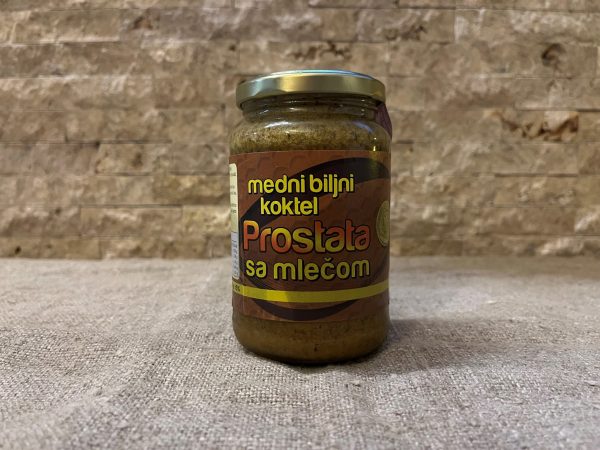 medni biljni
koktel
Prostata
sa mlečom